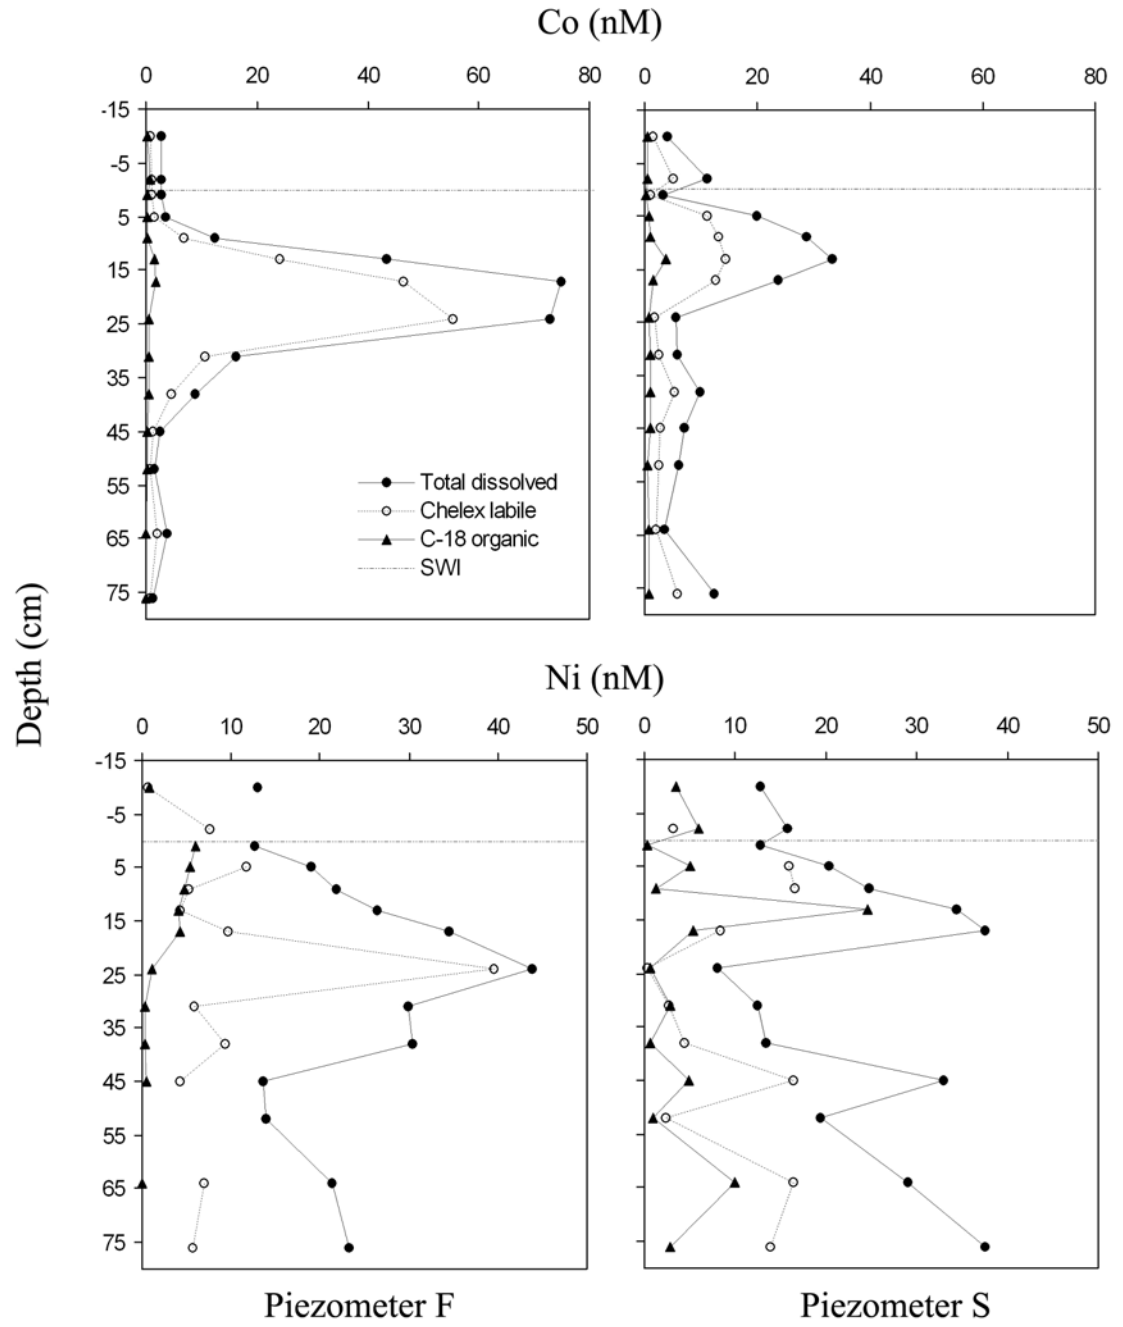 Co (nM)
0 20 40 60 80
0 20 40 60 80
-15
-5
5
15
25
35
45
55
65
75
Total dissolved
Chelex labile
C-18 organic
SWI
Depth (cm)
Ni (nM)
0 10 20 30 40 50
0 10 20 30 40 50
-15
-5
5
15
25
35
45
55
65
75
Piezometer F
Piezometer S